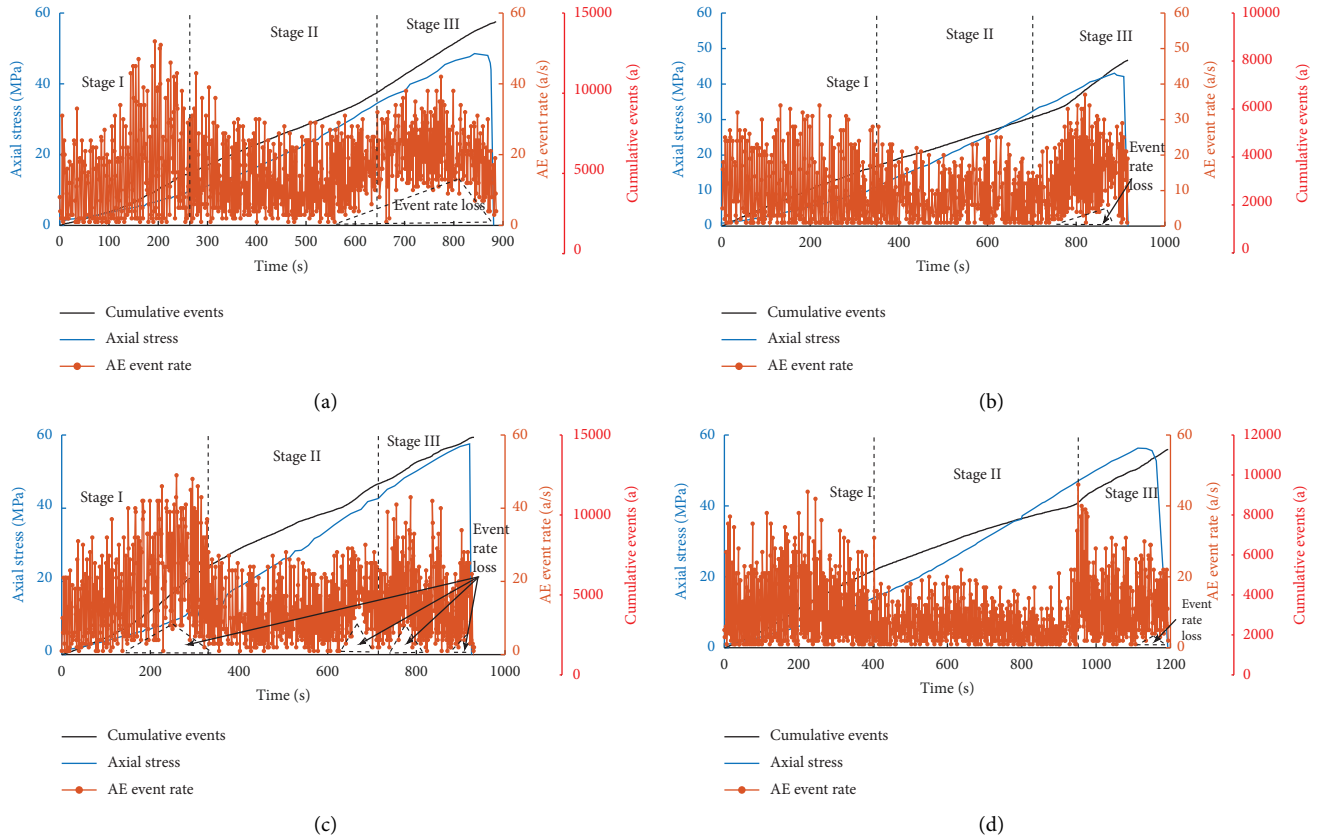 60
50
40
30
20
10
0
Axial stress (MPa)
Stage I
Stage II
Stage III
Event rate loss
0 100 200 300 400 500 600 700 800 900
Time (s)
60
40
20
0
AE event rate (a/s)
15000
10000
5000
0
Cumulative events (a)
Cumulative events
Axial stress
AE event rate
(a)
60
50
40
30
20
10
0
Axial stress (MPa)
Stage I
Stage II
Stage III
Event
rate
loss
0 200 400 600 800 1000
Time (s)
60
50
40
30
20
10
0
AE event rate (a/s)
10000
8000
6000
4000
2000
0
Cumulative events (a)
Cumulative events
Axial stress
AE event rate
(b)
60
40
20
0
Axial stress (MPa)
Stage I
Stage II
Stage III
Event
rate
loss
0 200 400 600 800 1000
Time (s)
60
40
20
0
AE event rate (a/s)
15000
10000
5000
0
Cumulative events (a)
Cumulative events
Axial stress
AE event rate
(c)
60
40
20
0
Axial stress (MPa)
Stage I
Stage II
Stage III
Event
rate
loss
0 200 400 600 800 1000 1200
Time (s)
60
40
20
0
AE event rate (a/s)
12000
10000
8000
6000
4000
2000
0
Cumulative events (a)
Cumulative events
Axial stress
AE event rate
(d)